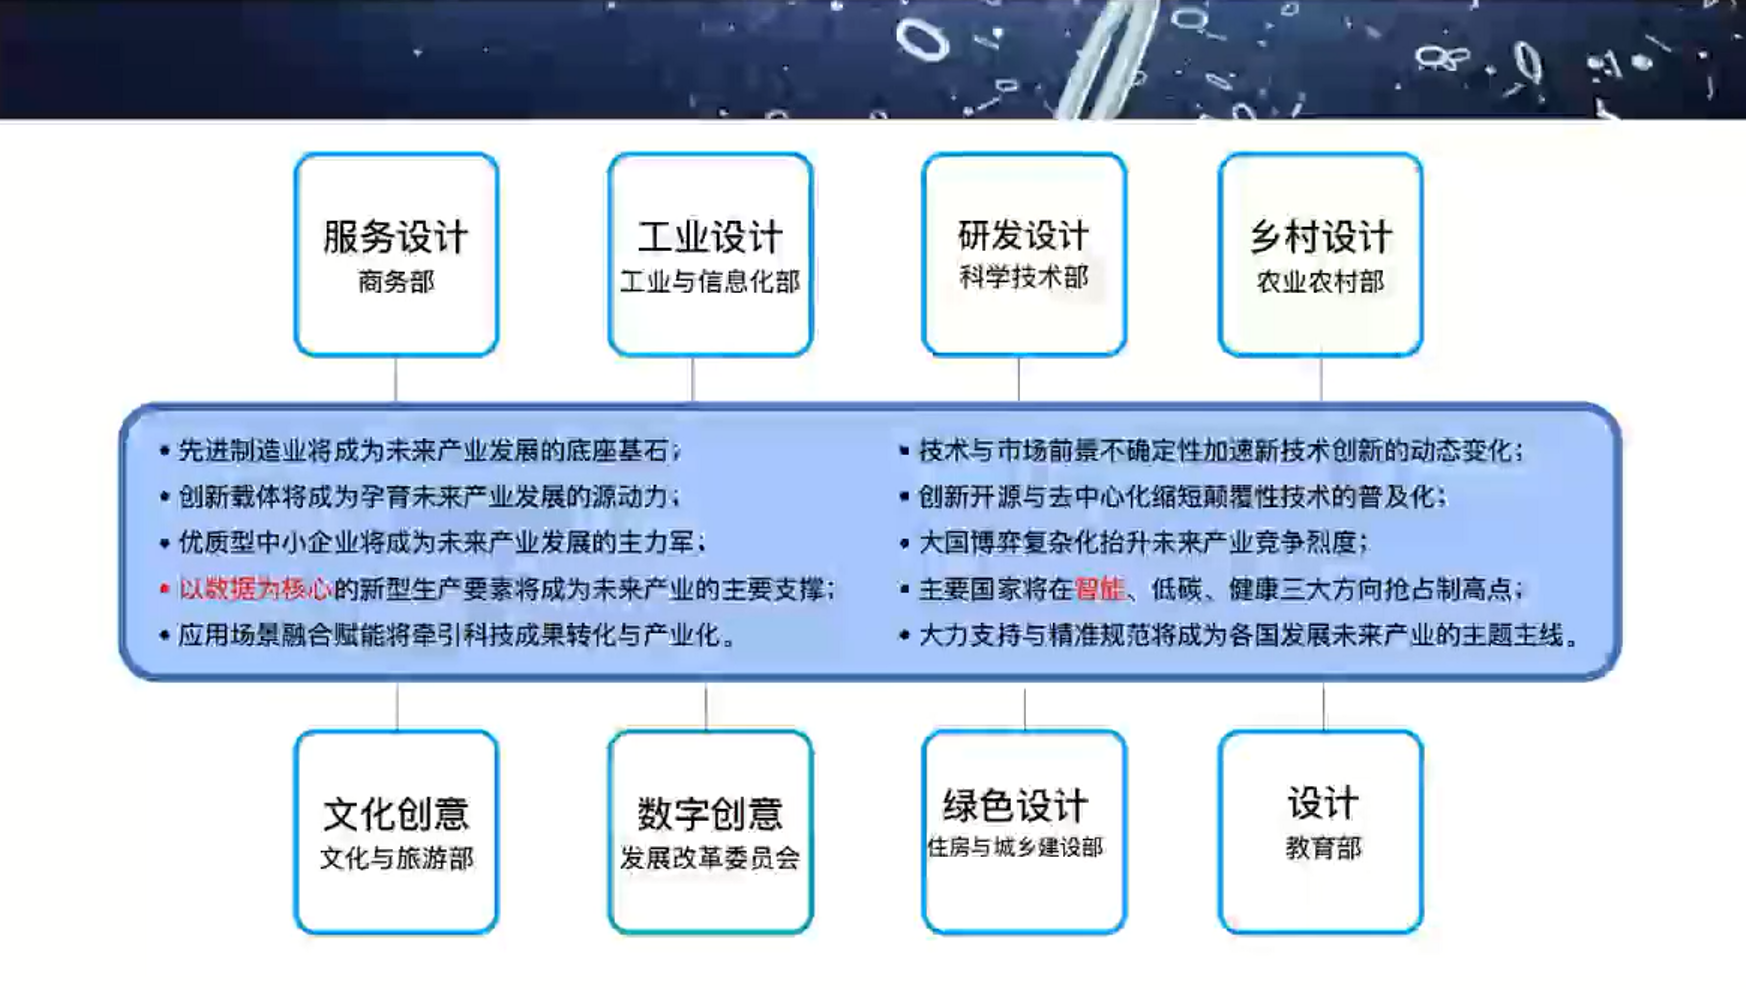 服务设计
商务部
工业设计
工业与信息化部
研发设计
科学技术部
乡村设计
农业农村部
• 先进制造业将成为未来产业发展的底座基石；
• 创新载体将成为孕育未来产业发展的源动力；
• 优质型中小企业将成为未来产业发展的主力军；
• 以数据为核心的新型生产要素将成为未来产业的主要支撑；
• 应用场景融合赋能将牵引科技成果转化与产业化。
• 技术与市场前景不确定性加速新技术创新的动态变化；
• 创新开源与去中心化缩短颠覆性技术的普及化；
• 大国博弈复杂化抬升未来产业竞争烈度；
• 主要国家将在智能、低碳、健康三大方向抢占制高点；
• 大力支持与精准规范将成为各国发展未来产业的主题主线。
文化创意
文化与旅游部
数字创意
发展改革委员会
绿色设计
住房与城乡建设部
设计
教育部